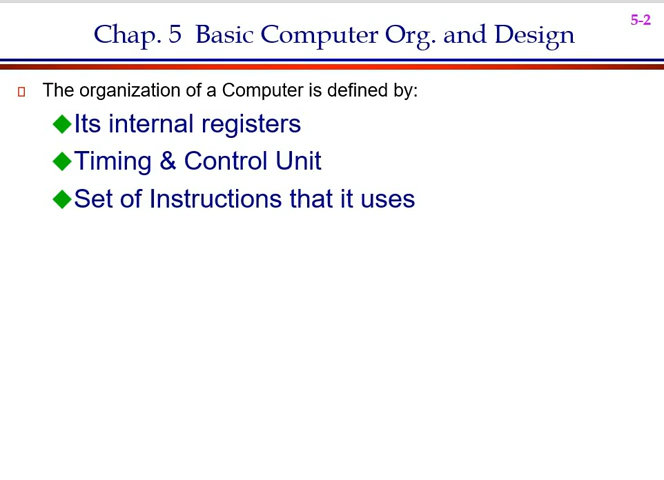 5-2
Chap. 5 Basic Computer Org. and Design
The organization of a Computer is defined by:
Its internal registers
Timing & Control Unit
Set of Instructions that it uses